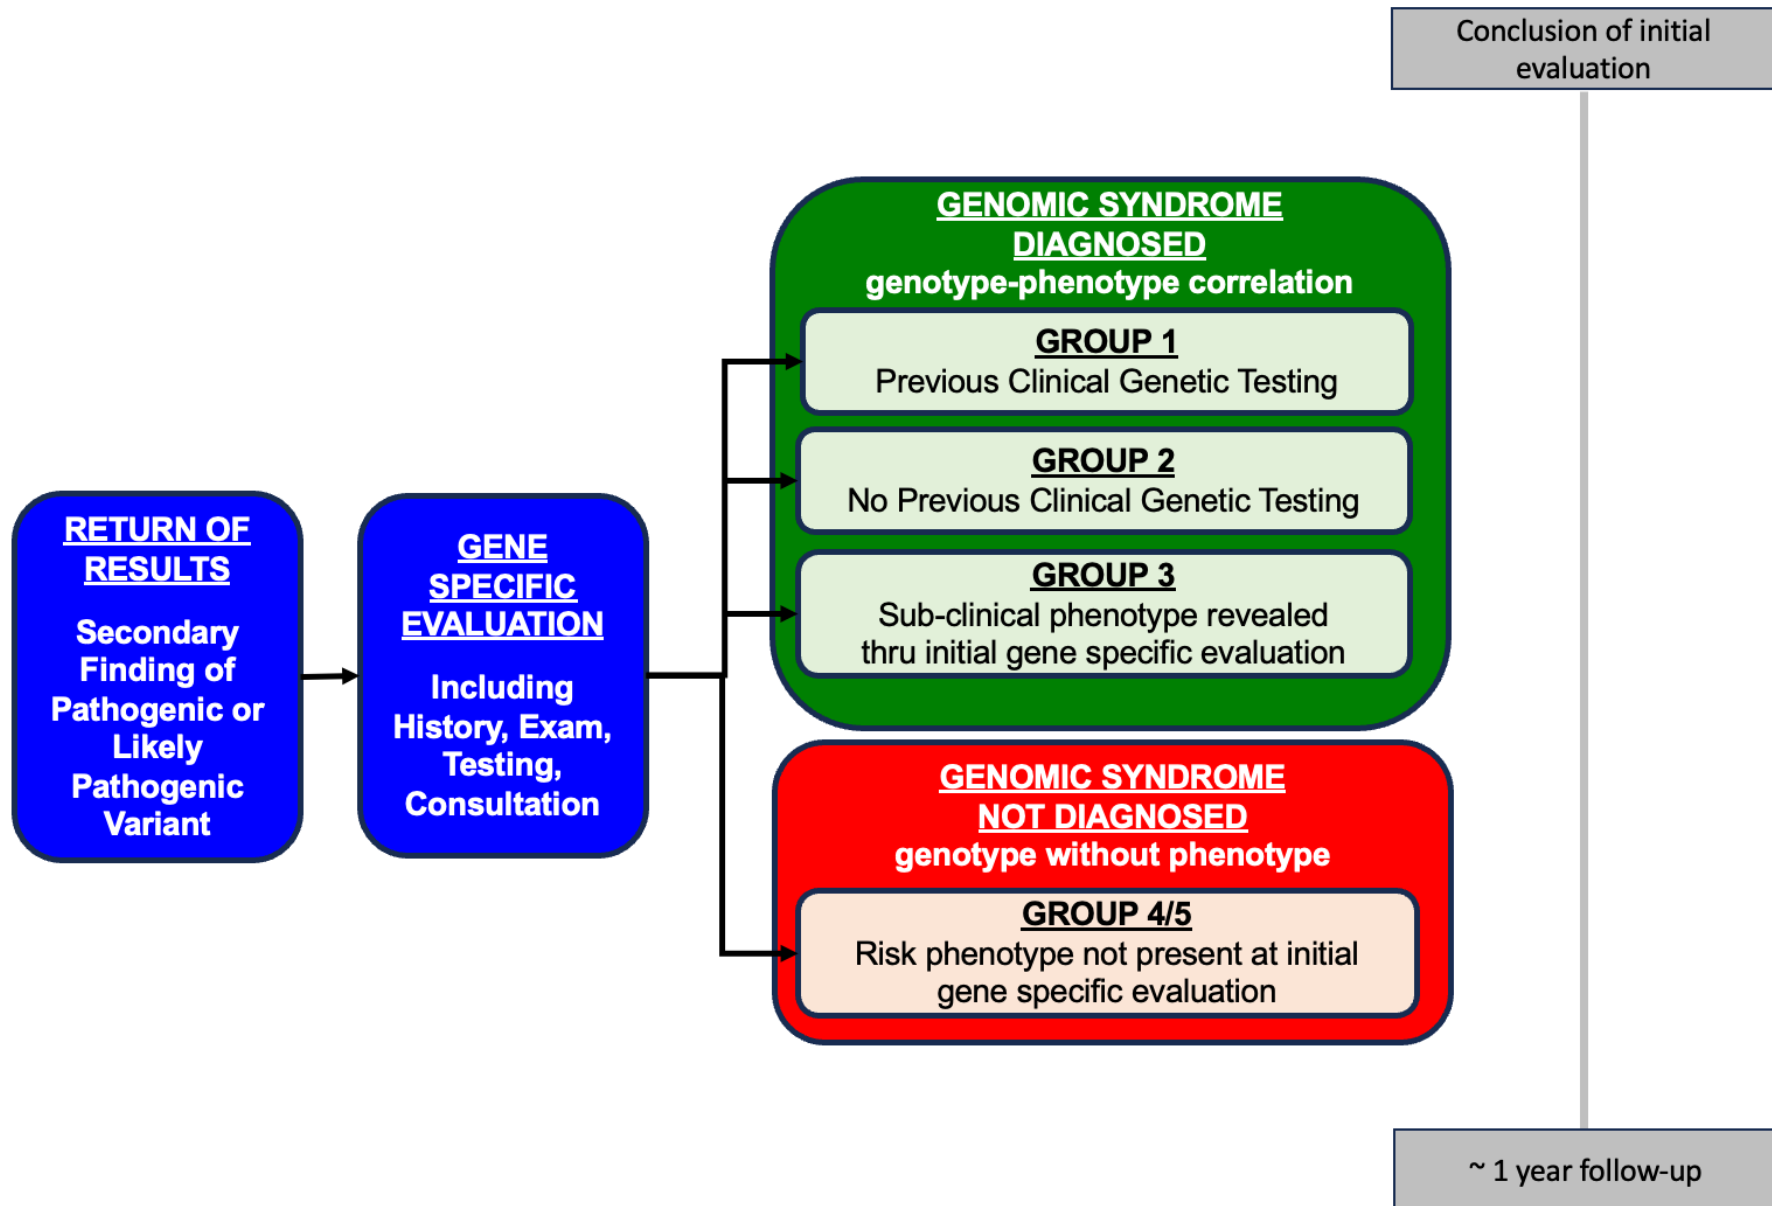 Conclusion of initial
evaluation
GENOMIC SYNDROME
DIAGNOSED
genotype-phenotype correlation
GROUP 1
Previous Clinical Genetic Testing
GROUP 2
No Previous Clinical Genetic Testing
GROUP 3
Sub-clinical phenotype revealed
thru initial gene specific evaluation
RETURN OF
RESULTS
Secondary
Finding of
Pathogenic or
Likely
Pathogenic
Variant
GENE
SPECIFIC
EVALUATION
Including
History, Exam,
Testing,
Consultation
GENOMIC SYNDROME
NOT DIAGNOSED
genotype without phenotype
GROUP 4/5
Risk phenotype not present at initial
gene specific evaluation
~ 1 year follow-up